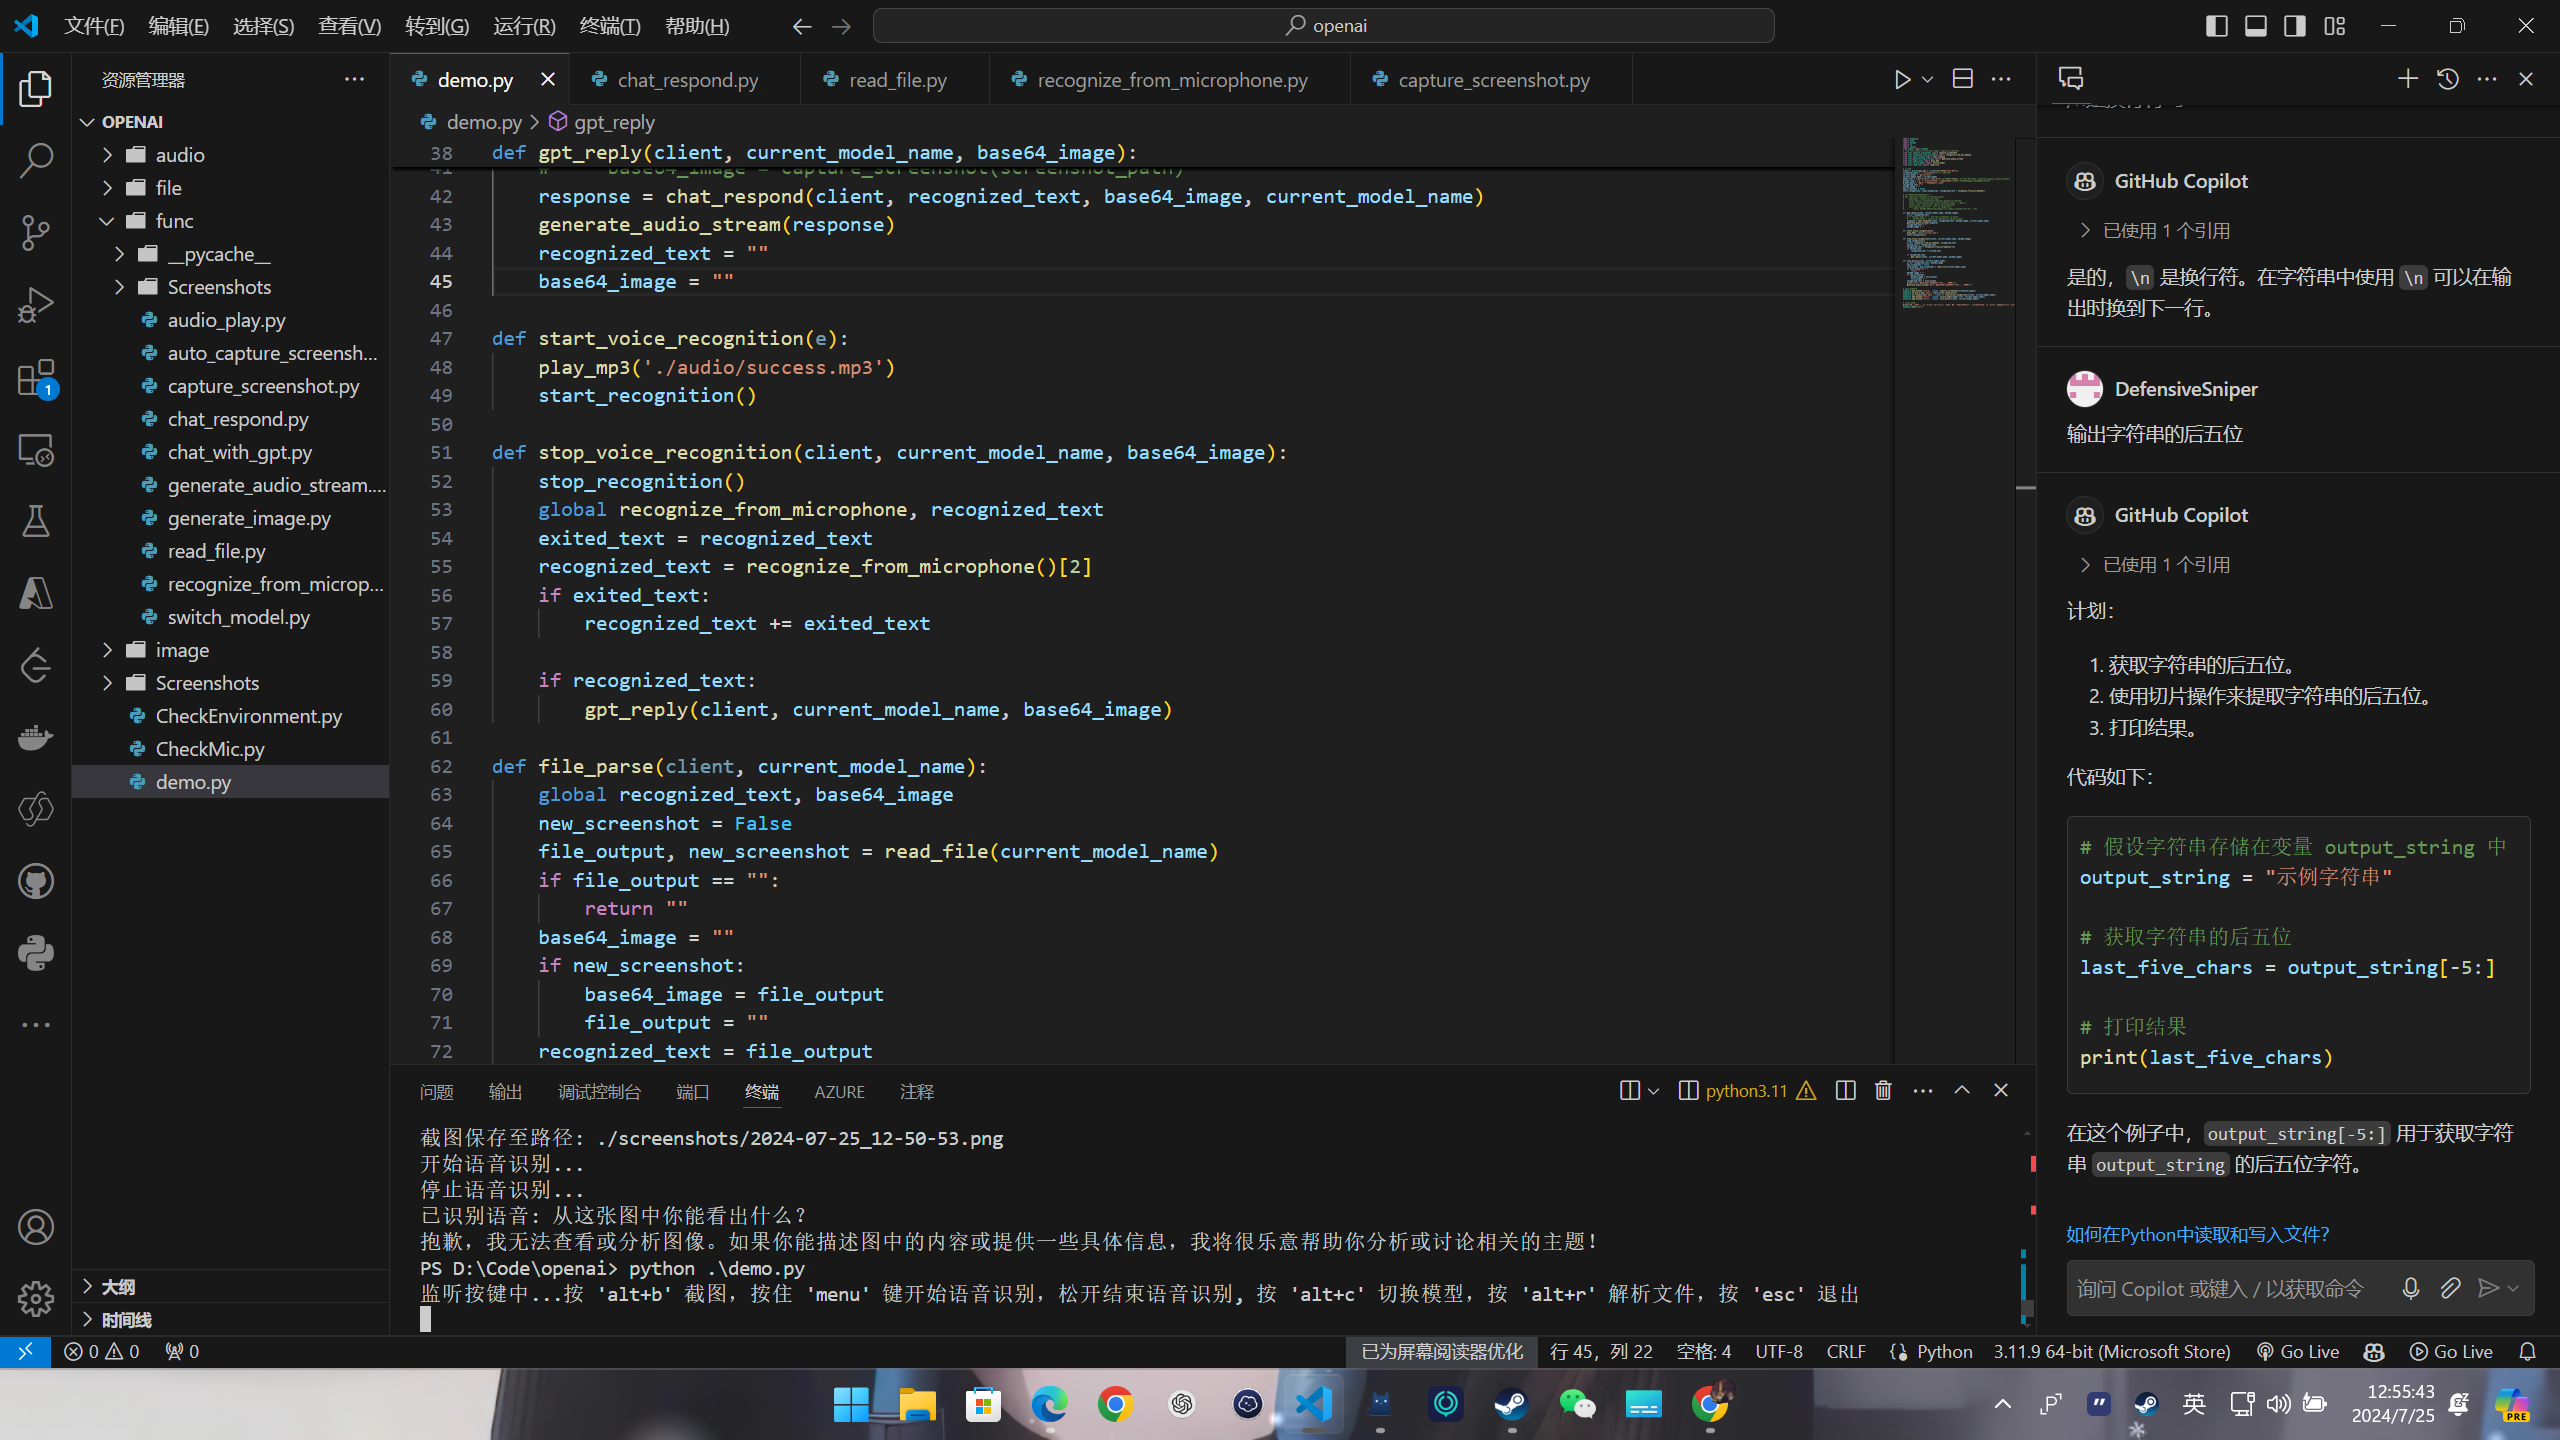 文件(F) 编辑(E) 选择(S) 查看(V) 转到(G) 运行(R) 终端(T) 帮助(H)
openai
资源管理器
OPENAI
audio
file
func
__pycache__
Screenshots
audio_play.py
auto_capture_screensh...
capture_screenshot.py
chat_respond.py
chat_with_gpt.py
generate_audio_stream....
generate_image.py
read_file.py
recognize_from_microp...
switch_model.py
image
Screenshots
CheckEnvironment.py
CheckMic.py
demo.py
大纲
时间线
1
demo.py chat_respond.py read_file.py recognize_from_microphone.py capture_screenshot.py
demo.py > gpt_reply
38 def gpt_reply(client, current_model_name, base64_image):
41 # base64_image = capture_screenshot(screenshot_path)
42 response = chat_respond(client, recognized_text, base64_image, current_model_name)
43 generate_audio_stream(response)
44 recognized_text = ""
45 base64_image = ""
46
47 def start_voice_recognition(e):
48 play_mp3('./audio/success.mp3')
49 start_recognition()
50
51 def stop_voice_recognition(client, current_model_name, base64_image):
52 stop_recognition()
53 global recognize_from_microphone, recognized_text
54 exited_text = recognized_text
55 recognized_text = recognize_from_microphone()[2]
56 if exited_text:
57 recognized_text += exited_text
58
59 if recognized_text:
60 gpt_reply(client, current_model_name, base64_image)
61
62 def file_parse(client, current_model_name):
63 global recognized_text, base64_image
64 new_screenshot = False
65 file_output, new_screenshot = read_file(current_model_name)
66 if file_output == "":
67 return ""
68 base64_image = ""
69 if new_screenshot:
70 base64_image = file_output
71 file_output = ""
72 recognized_text = file_output
问题 输出 调试控制台 端口 终端 AZURE 注释
python3.11
截图保存至路径: ./screenshots/2024-07-25_12-50-53.png
开始语音识别...
停止语音识别...
已识别语音: 从这张图中你能看出什么？
抱歉，我无法查看或分析图像。如果你能描述图中的内容或提供一些具体信息，我将很乐意帮助你分析或讨论相关的主题！
PS D:\Code\openai> python .\demo.py
监听按键中...按 'alt+b' 截图，按住 'menu' 键开始语音识别，松开结束语音识别, 按 'alt+c' 切换模型，按 'alt+r' 解析文件，按 'esc' 退出
GitHub Copilot
已使用 1 个引用
是的，\n 是换行符。在字符串中使用 \n 可以在输
出时换到下一行。
DefensiveSniper
输出字符串的后五位
GitHub Copilot
已使用 1 个引用
计划：
1. 获取字符串的后五位。
2. 使用切片操作来提取字符串的后五位。
3. 打印结果。
代码如下：
# 假设字符串存储在变量 output_string 中
output_string = "示例字符串"
# 获取字符串的后五位
last_five_chars = output_string[-5:]
# 打印结果
print(last_five_chars)
在这个例子中，output_string[-5:] 用于获取字符
串 output_string 的后五位字符。
如何在Python中读取和写入文件？
询问 Copilot 或键入 / 以获取命令
0 0 0
已为屏幕阅读器优化 行 45，列 22 空格: 4 UTF-8 CRLF Python 3.11.9 64-bit (Microsoft Store) Go Live Go Live
英
12:55:43
2024/7/25
PRE